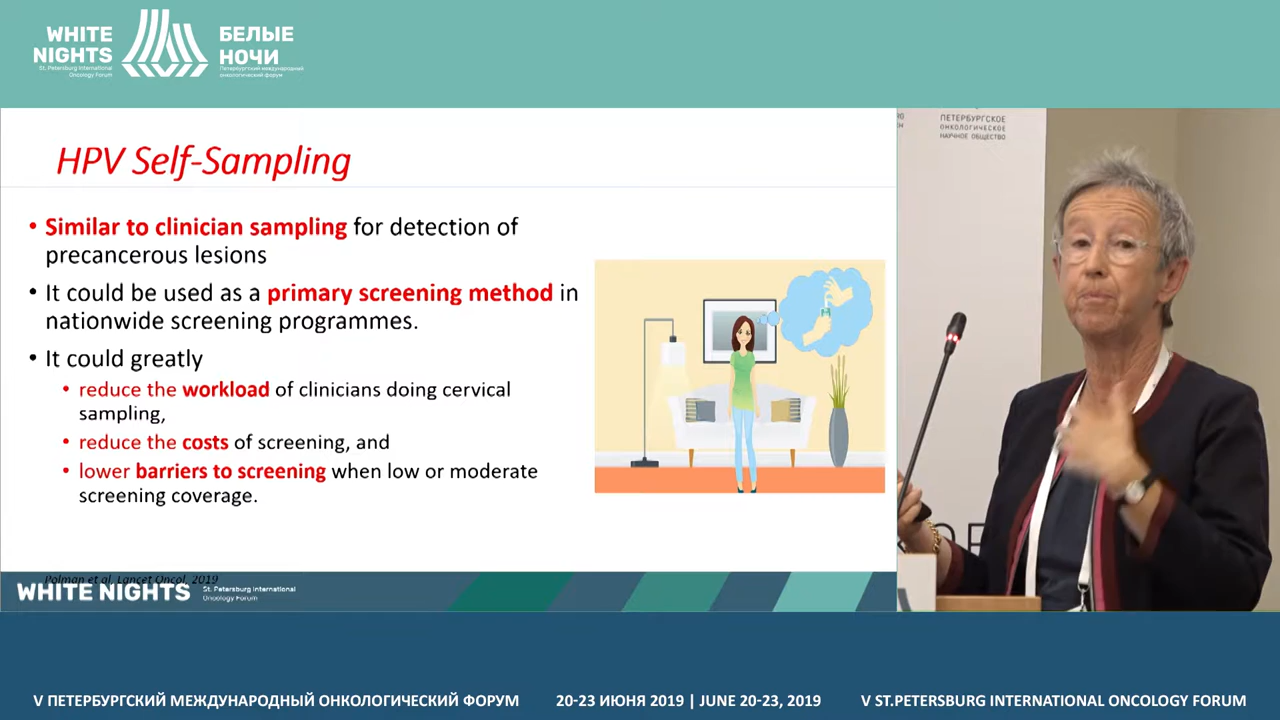 WHITE
NIGHTS
St. Petersburg International
Oncology Forum
БЕЛЫЕ
НОЧИ
Петербургский международный
онкологический форум
HPV Self-Sampling
• Similar to clinician sampling for detection of
precancerous lesions
• It could be used as a primary screening method in
nationwide screening programmes.
• It could greatly
• reduce the workload of clinicians doing cervical
sampling,
• reduce the costs of screening, and
• lower barriers to screening when low or moderate
screening coverage.
Polman et al, Lancet Oncol, 2019
WHITE NIGHTS
St. Petersburg International
Oncology Forum
ПЕТЕРБУРГСКОЕ
ОНКОЛОГИЧЕСКОЕ
НАУЧНОЕ ОБЩЕСТВО
V ПЕТЕРБУРГСКИЙ МЕЖДУНАРОДНЫЙ ОНКОЛОГИЧЕСКИЙ ФОРУМ
20-23 ИЮНЯ 2019 | JUNE 20-23, 2019
V ST.PETERSBURG INTERNATIONAL ONCOLOGY FORUM